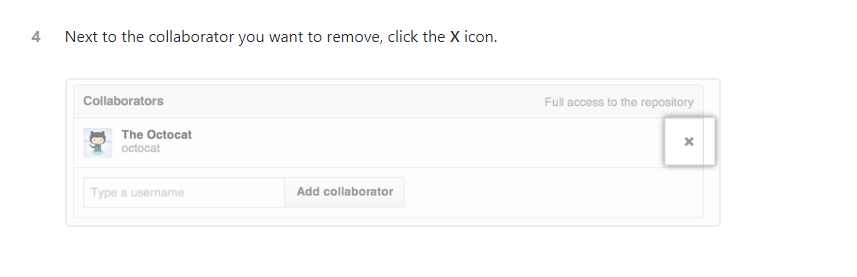 4 Next to the collaborator you want to remove, click the X icon.
Collaborators Full access to the repository
The Octocat
octocat
Type a username Add collaborator